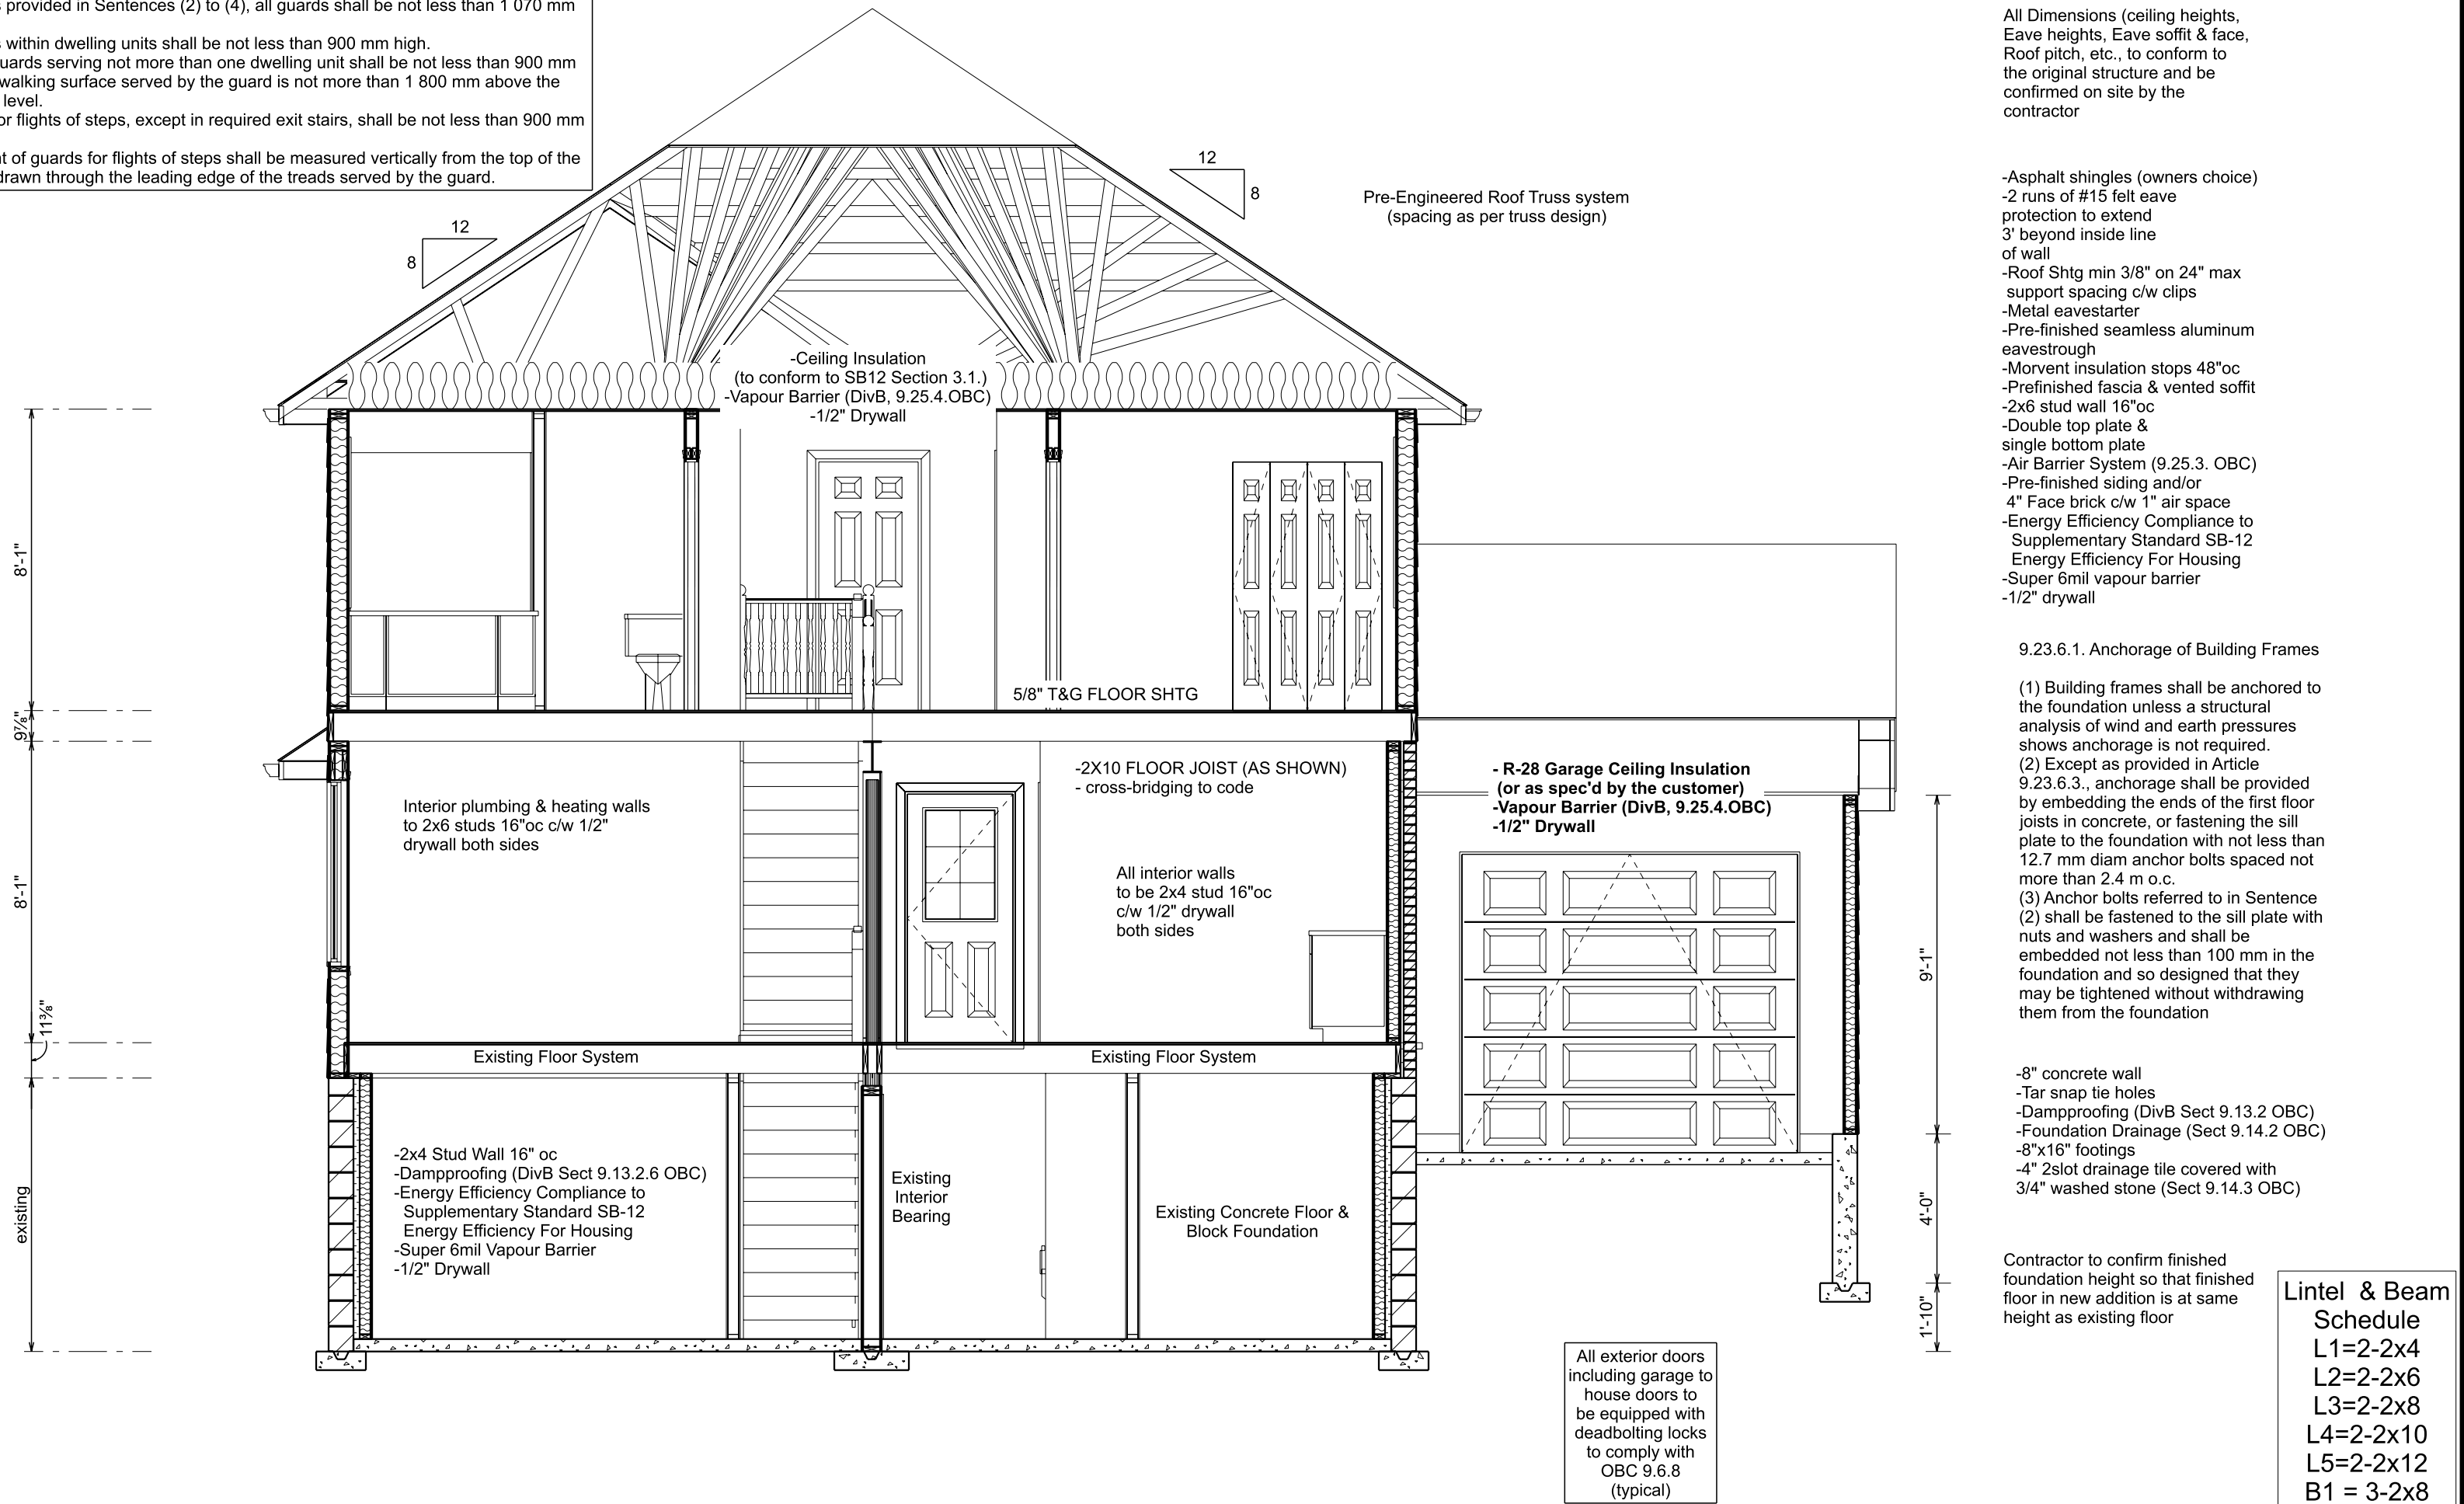 s provided in Sentences (2) to (4), all guards shall be not less than 1 070 mm
s within dwelling units shall be not less than 900 mm high.
uards serving not more than one dwelling unit shall be not less than 900 mm
walking surface served by the guard is not more than 1 800 mm above the
level.
or flights of steps, except in required exit stairs, shall be not less than 900 mm
t of guards for flights of steps shall be measured vertically from the top of the
drawn through the leading edge of the treads served by the guard.
12
8
12
8
Pre-Engineered Roof Truss system
(spacing as per truss design)
-Ceiling Insulation
(to conform to SB12 Section 3.1.)
-Vapour Barrier (DivB, 9.25.4.OBC)
-1/2" Drywall
8'-1"
9⅞"
8'-1"
11⅜"
existing
5/8" T&G FLOOR SHTG
-2X10 FLOOR JOIST (AS SHOWN)
- cross-bridging to code
Interior plumbing & heating walls
to 2x6 studs 16"oc c/w 1/2"
drywall both sides
All interior walls
to be 2x4 stud 16"oc
c/w 1/2" drywall
both sides
- R-28 Garage Ceiling Insulation
(or as spec'd by the customer)
-Vapour Barrier (DivB, 9.25.4.OBC)
-1/2" Drywall
Existing Floor System
Existing Floor System
-2x4 Stud Wall 16" oc
-Dampproofing (DivB Sect 9.13.2.6 OBC)
-Energy Efficiency Compliance to
Supplementary Standard SB-12
Energy Efficiency For Housing
-Super 6mil Vapour Barrier
-1/2" Drywall
Existing
Interior
Bearing
Existing Concrete Floor &
Block Foundation
9'-1"
4'-0"
1'-10"
All exterior doors
including garage to
house doors to
be equipped with
deadbolting locks
to comply with
OBC 9.6.8
(typical)
All Dimensions (ceiling heights,
Eave heights, Eave soffit & face,
Roof pitch, etc., to conform to
the original structure and be
confirmed on site by the
contractor
-Asphalt shingles (owners choice)
-2 runs of #15 felt eave
protection to extend
3' beyond inside line
of wall
-Roof Shtg min 3/8" on 24" max
support spacing c/w clips
-Metal eavestarter
-Pre-finished seamless aluminum
eavestrough
-Morvent insulation stops 48"oc
-Prefinished fascia & vented soffit
-2x6 stud wall 16"oc
-Double top plate &
single bottom plate
-Air Barrier System (9.25.3. OBC)
-Pre-finished siding and/or
4" Face brick c/w 1" air space
-Energy Efficiency Compliance to
Supplementary Standard SB-12
Energy Efficiency For Housing
-Super 6mil vapour barrier
-1/2" drywall
9.23.6.1. Anchorage of Building Frames
(1) Building frames shall be anchored to
the foundation unless a structural
analysis of wind and earth pressures
shows anchorage is not required.
(2) Except as provided in Article
9.23.6.3., anchorage shall be provided
by embedding the ends of the first floor
joists in concrete, or fastening the sill
plate to the foundation with not less than
12.7 mm diam anchor bolts spaced not
more than 2.4 m o.c.
(3) Anchor bolts referred to in Sentence
(2) shall be fastened to the sill plate with
nuts and washers and shall be
embedded not less than 100 mm in the
foundation and so designed that they
may be tightened without withdrawing
them from the foundation
-8" concrete wall
-Tar snap tie holes
-Dampproofing (DivB Sect 9.13.2 OBC)
-Foundation Drainage (Sect 9.14.2 OBC)
-8"x16" footings
-4" 2slot drainage tile covered with
3/4" washed stone (Sect 9.14.3 OBC)
Contractor to confirm finished
foundation height so that finished
floor in new addition is at same
height as existing floor
Lintel & Beam
Schedule
L1=2-2x4
L2=2-2x6
L3=2-2x8
L4=2-2x10
L5=2-2x12
B1 = 3-2x8